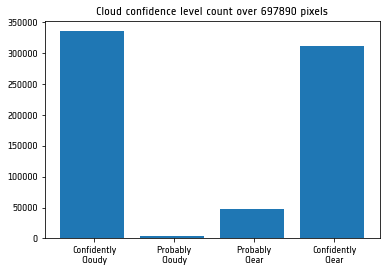 Cloud confidence level count over 697890 pixels
350000
300000
250000
200000
150000
100000
50000
0
Confidently
Cloudy
Probably
Cloudy
Probably
Clear
Confidently
Clear